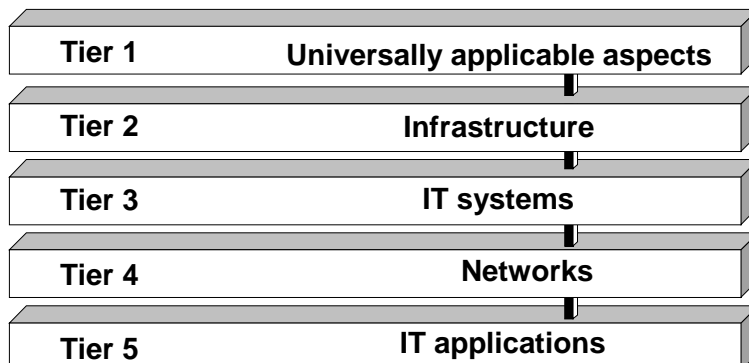 Tier 1 Universally applicable aspects
Tier 2 Infrastructure
Tier 3 IT systems
Tier 4 Networks
Tier 5 IT applications